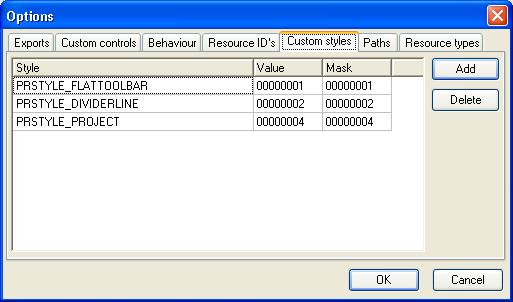 Options
Exports Custom controls Behaviour Resource ID's Custom styles Paths Resource types
Style Value Mask
PRSTYLE_FLATTOOLBAR 00000001 00000001
PRSTYLE_DIVIDERLINE 00000002 00000002
PRSTYLE_PROJECT 00000004 00000004
Add
Delete
OK Cancel